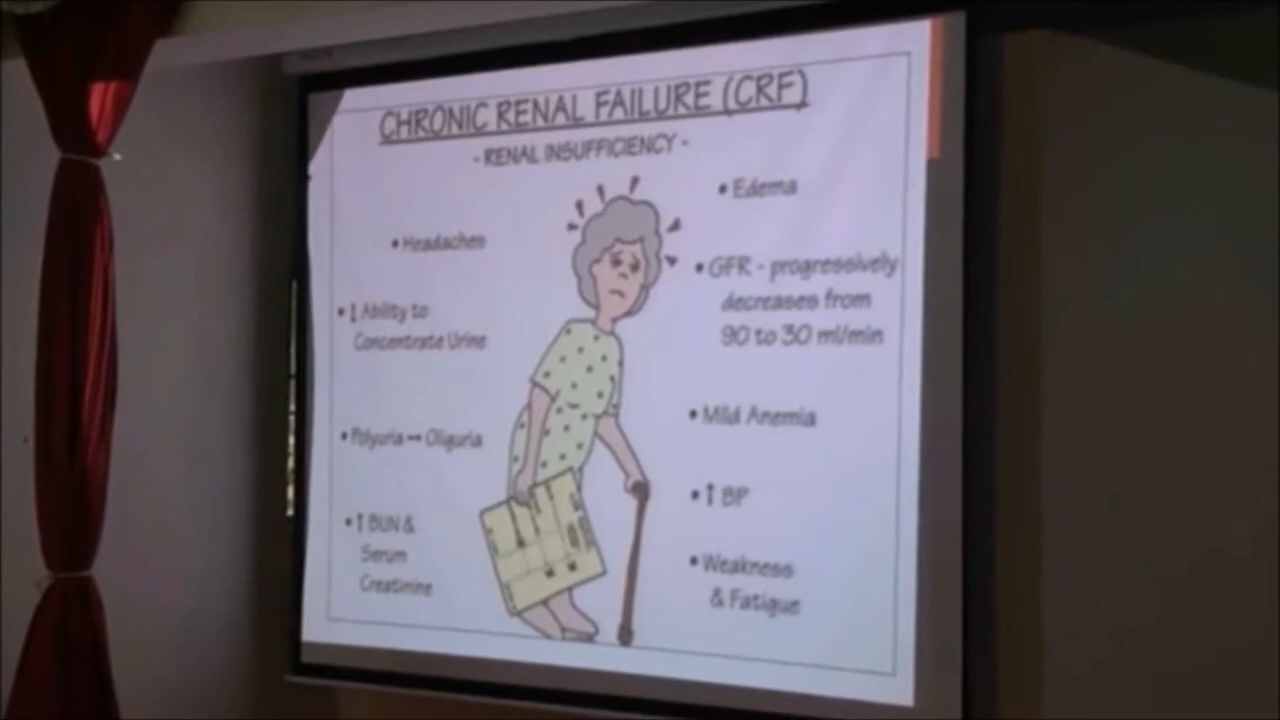 CHRONIC RENAL FAILURE (CRF)
- RENAL INSUFFICIENCY -
• Headaches
• ↓ Ability to
Concentrate Urine
• Polyuria → Oliguria
• ↑ BUN &
Serum
Creatinine
• Edema
• GFR - progressively
decreases from
90 to 30 ml/min
• Mild Anemia
• ↑ BP
• Weakness
& Fatigue